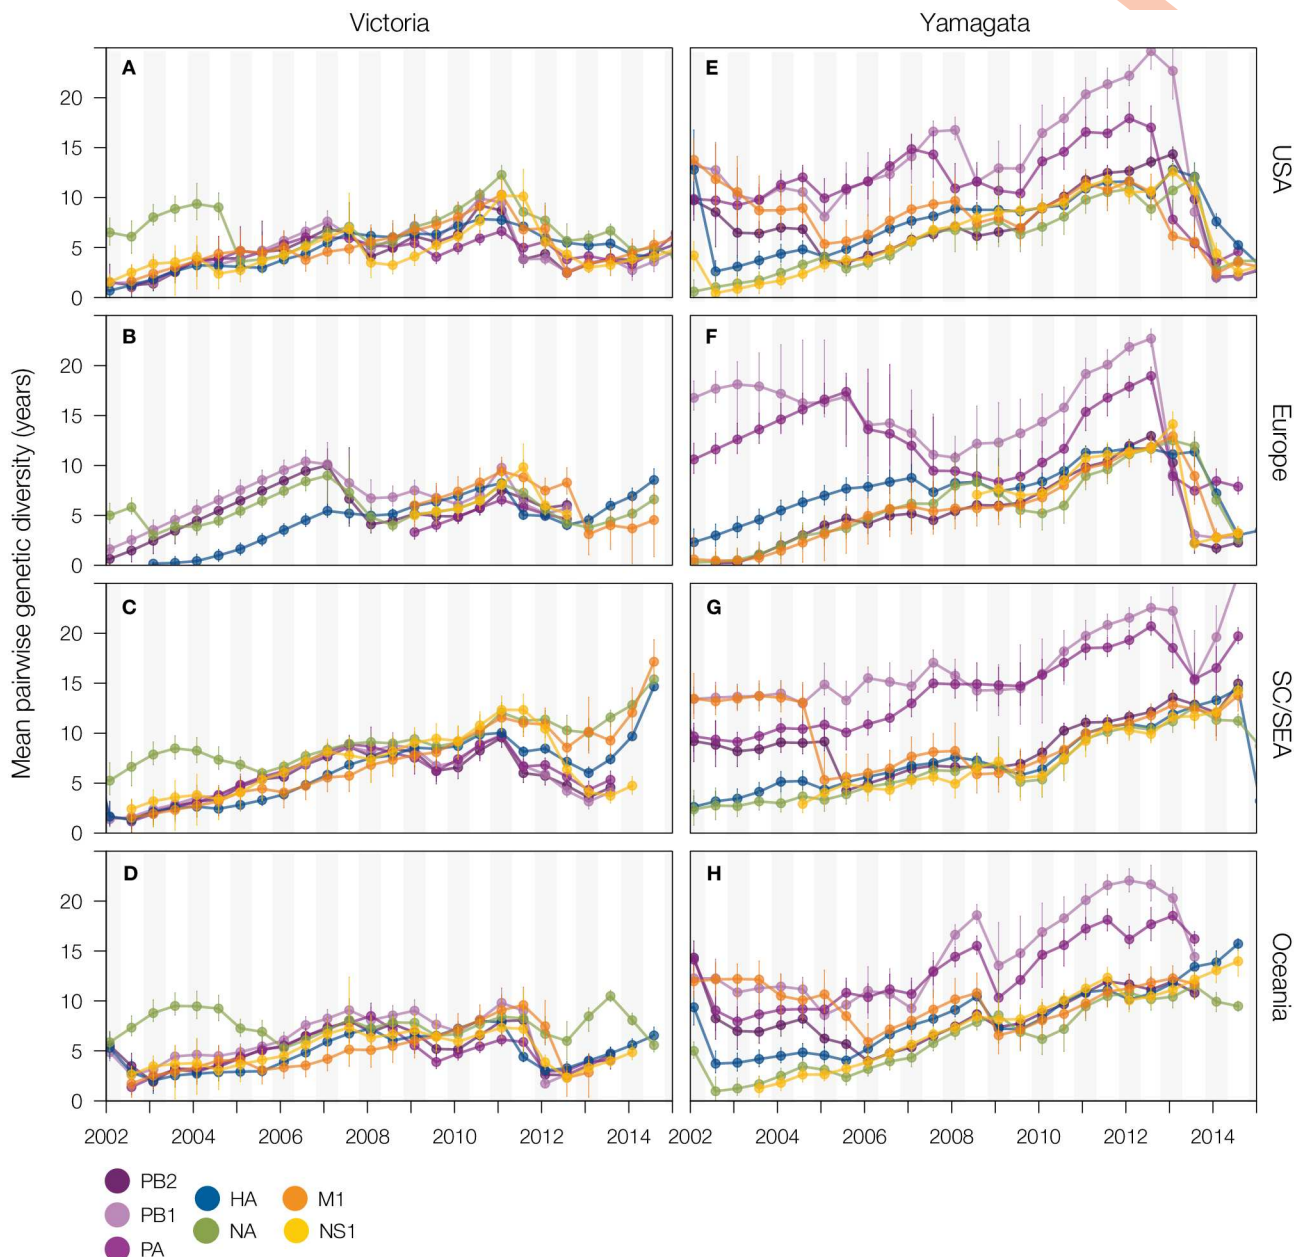 Victoria
Yamagata
Mean pairwise genetic diversity (years)
A
20
15
10
5
0
E
USA
B
20
15
10
5
0
F
Europe
C
20
15
10
5
0
G
SC/SEA
D
20
15
10
5
0
H
Oceania
2002 2004 2006 2008 2010 2012 2014
2002 2004 2006 2008 2010 2012 2014
PB2
PB1
PA
HA
NA
M1
NS1